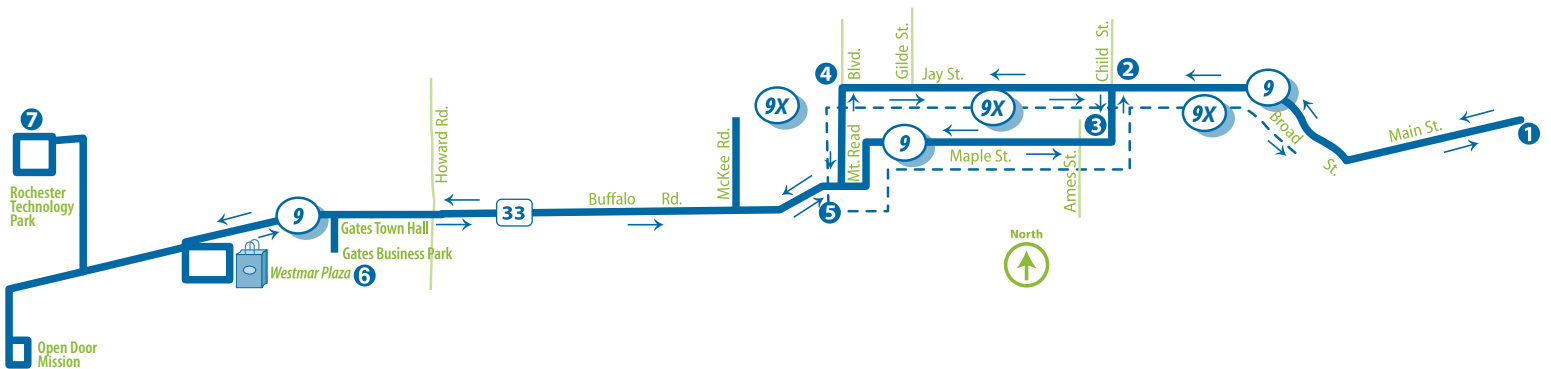 7
Rochester
Technology
Park
Open Door
Mission
9
Gates Town Hall
Gates Business Park
Westmar Plaza
6
Howard Rd.
33
Buffalo Rd.
McKee Rd.
9X
4
Blvd.
Mt. Read
5
Gilde St.
Jay St.
9X
9
Maple St.
Child St.
2
3
Ames St.
9X
9
Broad St.
Main St.
1
North